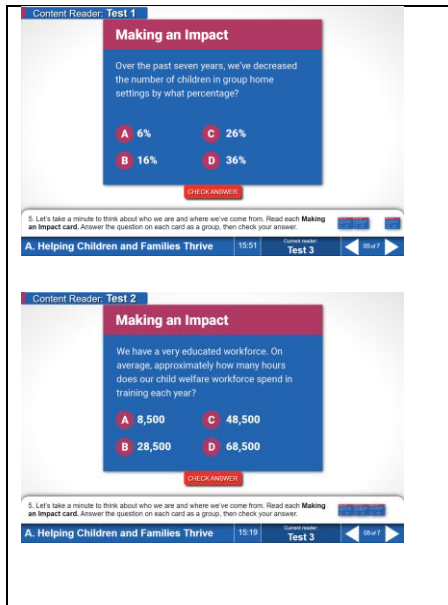 Content Reader: Test 1
Making an Impact
Over the past seven years, we've decreased
the number of children in group home
settings by what percentage?
A 6% C 26%
B 16% D 36%
CHECK ANSWER
5. Let's take a minute to think about who we are and where we've come from. Read each Making
an Impact card. Answer the question on each card as a group, then check your answer.
A. Helping Children and Families Thrive 15:51 Current reader: 05 of 7
Test 3
Content Reader: Test 2
Making an Impact
We have a very educated workforce. On
average, approximately how many hours
does our child welfare workforce spend in
training each year?
A 8,500 C 48,500
B 28,500 D 68,500
CHECK ANSWER
5. Let's take a minute to think about who we are and where we've come from. Read each Making
an Impact card. Answer the question on each card as a group, then check your answer.
A. Helping Children and Families Thrive 15:19 Current reader: 05 of 7
Test 3